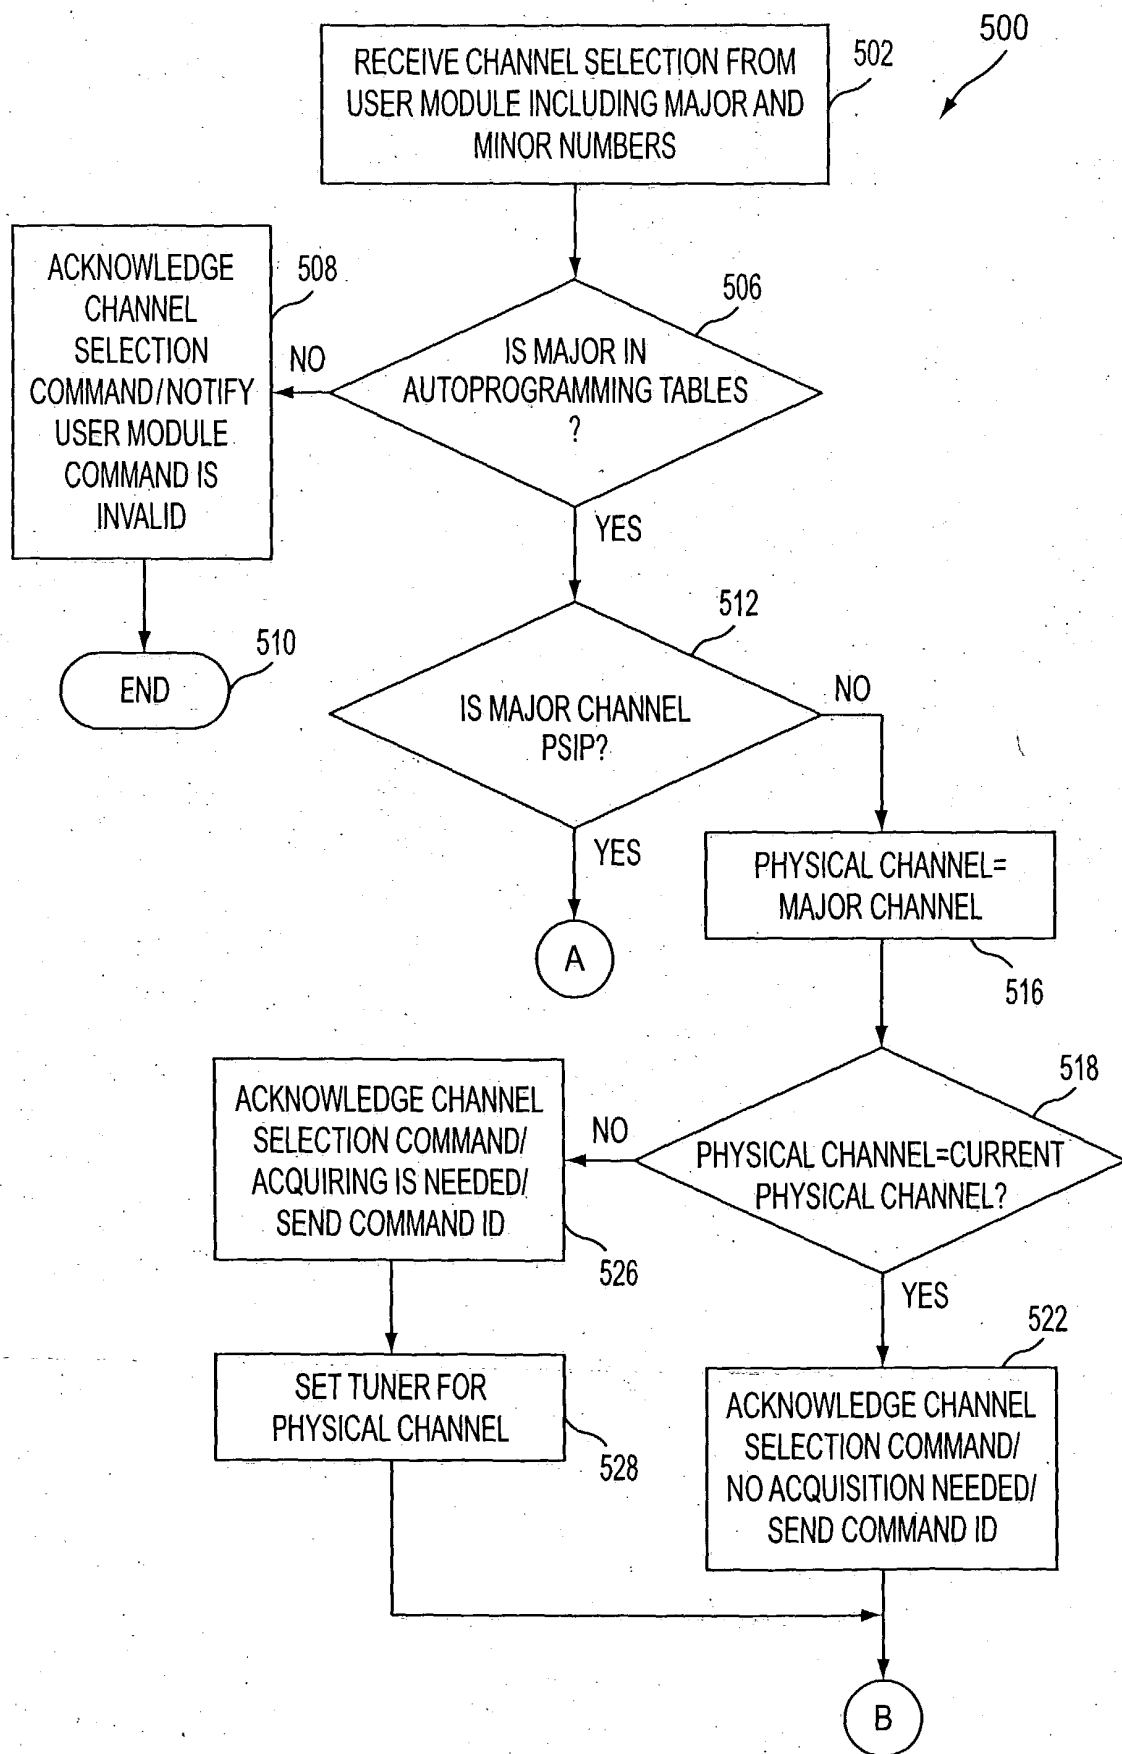 500
RECEIVE CHANNEL SELECTION FROM
USER MODULE INCLUDING MAJOR AND
MINOR NUMBERS
502
ACKNOWLEDGE
CHANNEL
SELECTION
COMMAND/NOTIFY
USER MODULE
COMMAND IS
INVALID
508
NO
506
IS MAJOR IN
AUTOPROGRAMMING TABLES
?
YES
END
510
512
IS MAJOR CHANNEL
PSIP?
NO
YES
A
PHYSICAL CHANNEL=
MAJOR CHANNEL
516
518
PHYSICAL CHANNEL=CURRENT
PHYSICAL CHANNEL?
NO
YES
ACKNOWLEDGE CHANNEL
SELECTION COMMAND/
ACQUIRING IS NEEDED/
SEND COMMAND ID
526
SET TUNER FOR
PHYSICAL CHANNEL
528
522
ACKNOWLEDGE CHANNEL
SELECTION COMMAND/
NO ACQUISITION NEEDED/
SEND COMMAND ID
B